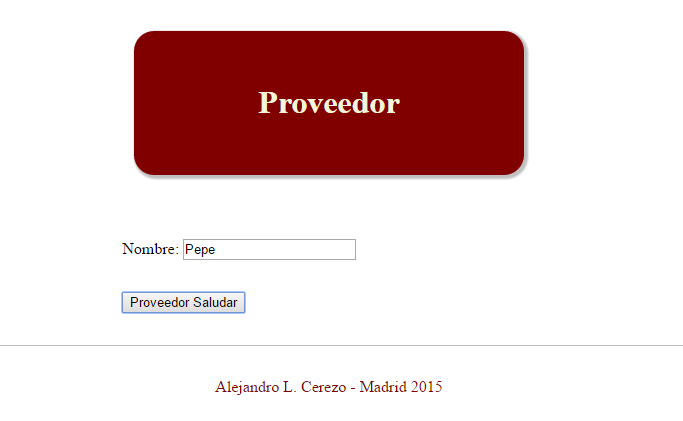 Proveedor
Nombre: Pepe
Proveedor Saludar
Alejandro L. Cerezo - Madrid 2015